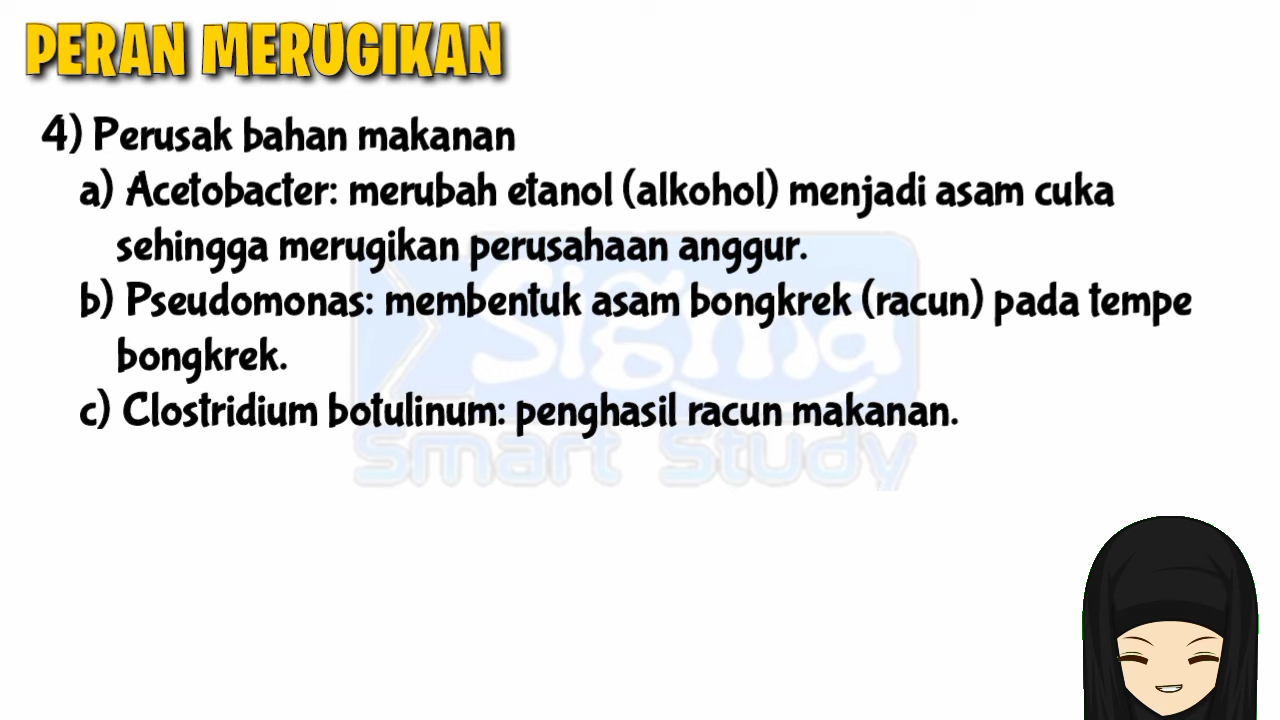 PERAN MERUGIKAN
4) Perusak bahan makanan
a) Acetobacter: merubah etanol (alkohol) menjadi asam cuka
sehingga merugikan perusahaan anggur.
b) Pseudomonas: membentuk asam bongkrek (racun) pada tempe
bongkrek.
c) Clostridium botulinum: penghasil racun makanan.
Sigma
Smart Study